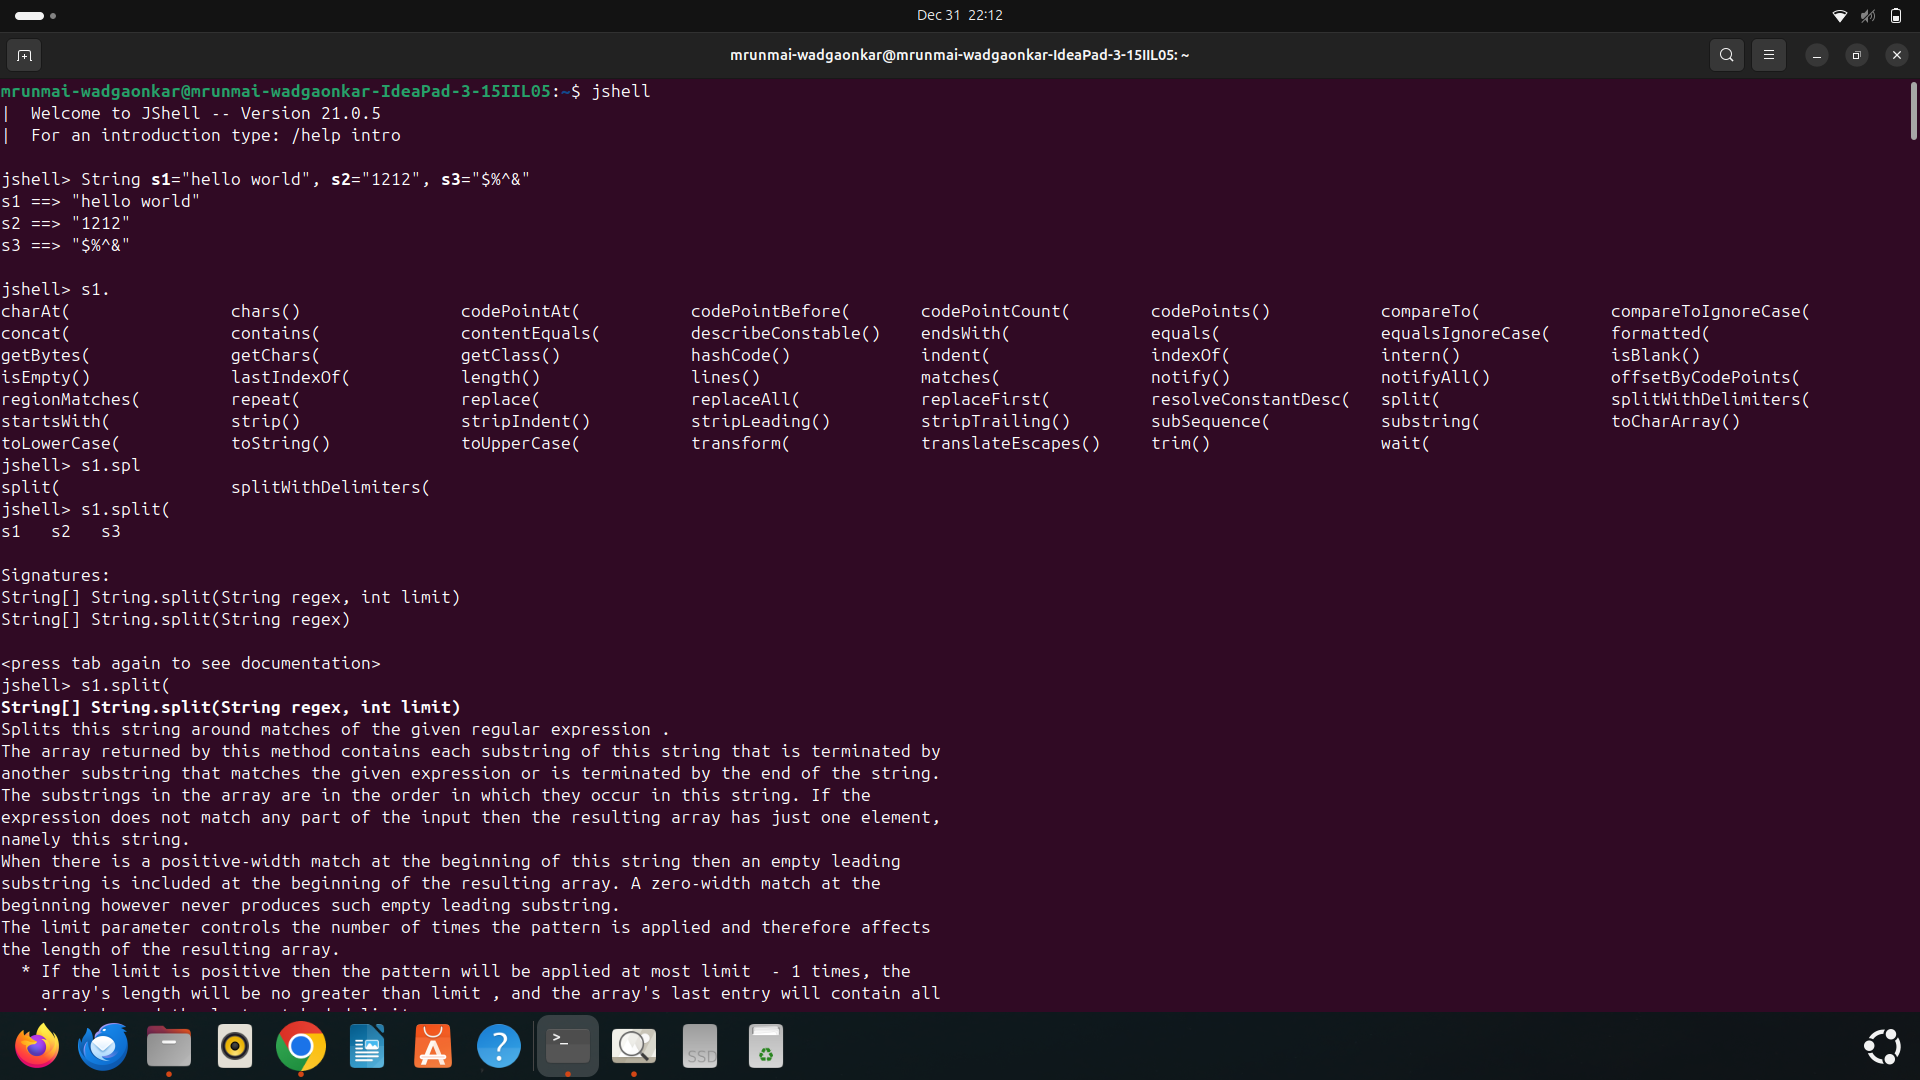 Dec 31 22:12
mrunmai-wadgaonkar@mrunmai-wadgaonkar-IdeaPad-3-15IIL05: ~
mrunmai-wadgaonkar@mrunmai-wadgaonkar-IdeaPad-3-15IIL05:~$ jshell
| Welcome to JShell -- Version 21.0.5
| For an introduction type: /help intro
jshell> String s1="hello world", s2="1212", s3="$%^&"
s1 ==> "hello world"
s2 ==> "1212"
s3 ==> "$%^&"
jshell> s1.
charAt( chars() codePointAt( codePointBefore( codePointCount( codePoints() compareTo( compareToIgnoreCase(
concat( contains( contentEquals( describeConstable() endsWith( equals( equalsIgnoreCase( formatted(
getBytes( getChars( getClass() hashCode() indent( indexOf( intern() isBlank()
isEmpty() lastIndexOf( length() lines() matches( notify() notifyAll() offsetByCodePoints(
regionMatches( repeat( replace( replaceAll( replaceFirst( resolveConstantDesc( split( splitWithDelimiters(
startsWith( strip() stripIndent() stripLeading() stripTrailing() subSequence( substring( toCharArray()
toLowerCase( toString() toUpperCase( transform( translateEscapes() trim() wait(
jshell> s1.spl
split( splitWithDelimiters(
jshell> s1.split(
s1 s2 s3
Signatures:
String[] String.split(String regex, int limit)
String[] String.split(String regex)
<press tab again to see documentation>
jshell> s1.split(
String[] String.split(String regex, int limit)
Splits this string around matches of the given regular expression .
The array returned by this method contains each substring of this string that is terminated by
another substring that matches the given expression or is terminated by the end of the string.
The substrings in the array are in the order in which they occur in this string. If the
expression does not match any part of the input then the resulting array has just one element,
namely this string.
When there is a positive-width match at the beginning of this string then an empty leading
substring is included at the beginning of the resulting array. A zero-width match at the
beginning however never produces such empty leading substring.
The limit parameter controls the number of times the pattern is applied and therefore affects
the length of the resulting array.
* If the limit is positive then the pattern will be applied at most limit - 1 times, the
array's length will be no greater than limit , and the array's last entry will contain all
SSD